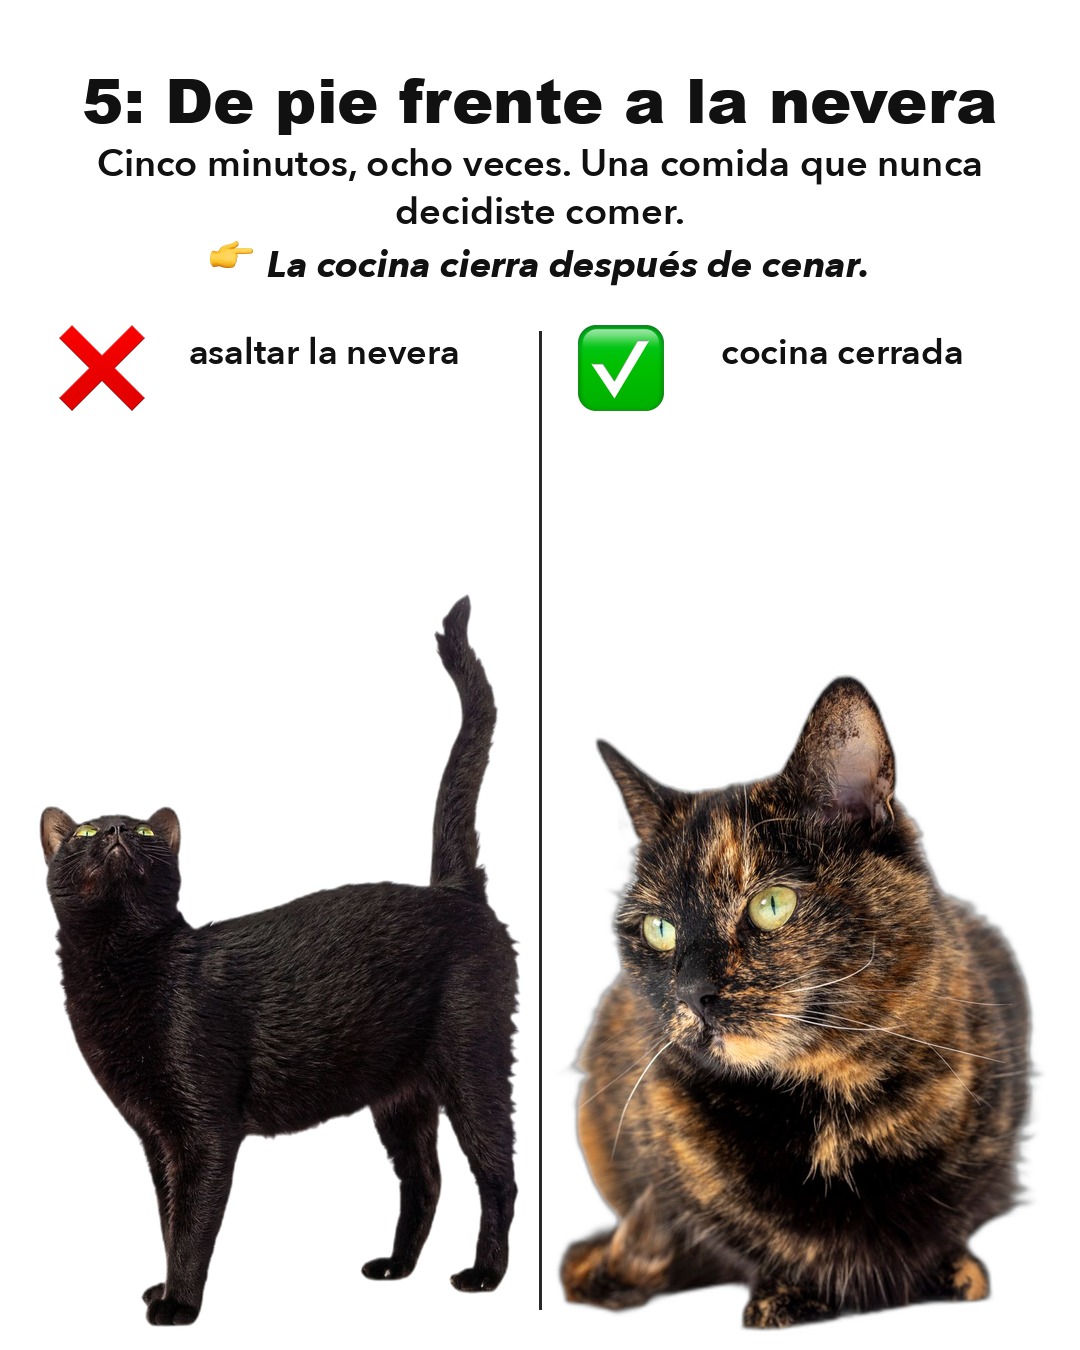 5: De pie frente a la nevera
Cinco minutos, ocho veces. Una comida que nunca
decidiste comer.
👉 La cocina cierra después de cenar.
❌ asaltar la nevera
✅ cocina cerrada